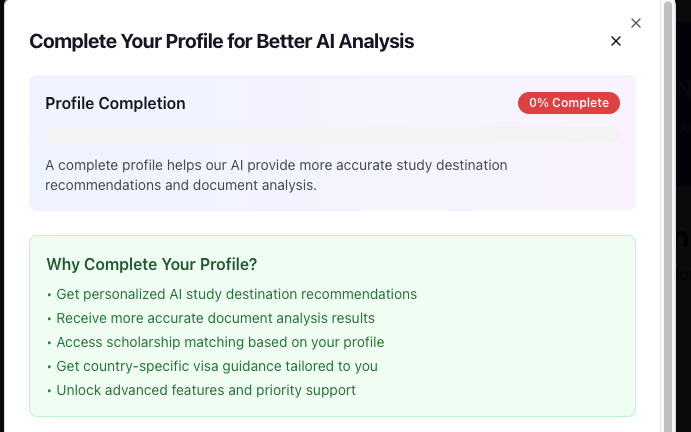 Complete Your Profile for Better AI Analysis
Profile Completion
0% Complete
A complete profile helps our AI provide more accurate study destination
recommendations and document analysis.
Why Complete Your Profile?
• Get personalized AI study destination recommendations
• Receive more accurate document analysis results
• Access scholarship matching based on your profile
• Get country-specific visa guidance tailored to you
• Unlock advanced features and priority support